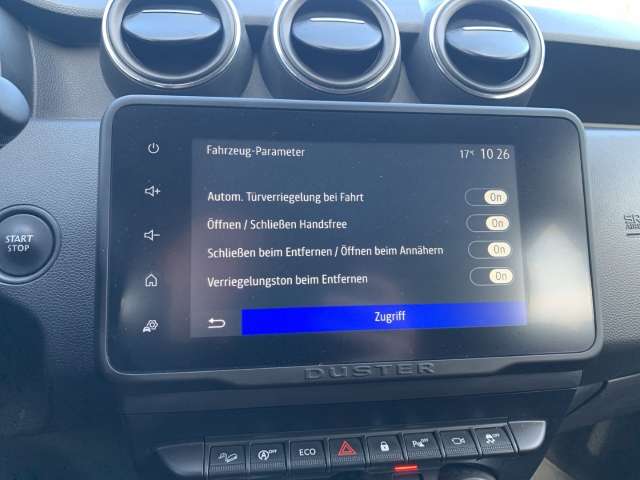 Fahrzeug-Parameter 17°C 10 26
Autom. Türverriegelung bei Fahrt On
Öffnen / Schließen Handsfree On
Schließen beim Entfernen / Öffnen beim Annähern On
Verriegelungston beim Entfernen On
Zugriff
START
STOP
DUSTER
ECO